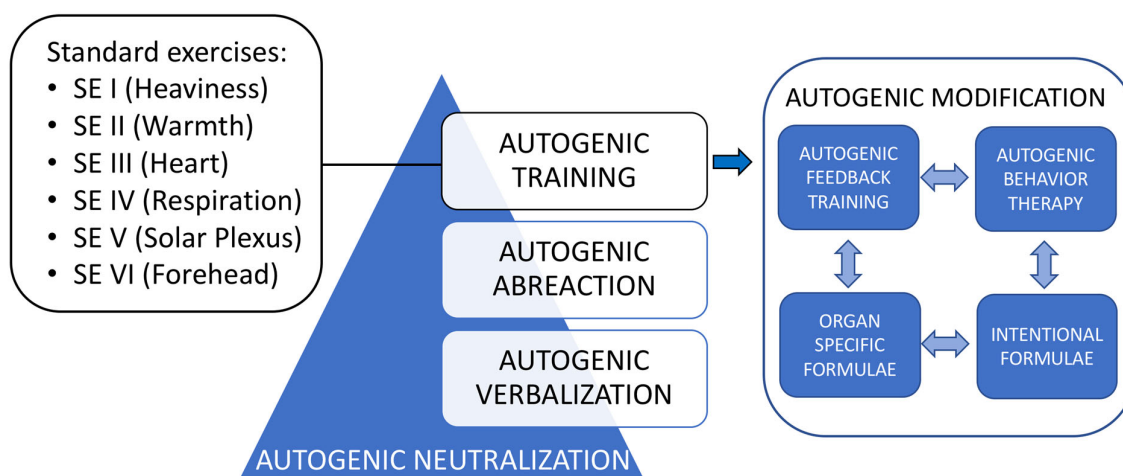 Standard exercises:
• SE I (Heaviness)
• SE II (Warmth)
• SE III (Heart)
• SE IV (Respiration)
• SE V (Solar Plexus)
• SE VI (Forehead)
AUTOGENIC
TRAINING
AUTOGENIC
ABREACTION
AUTOGENIC
VERBALIZATION
AUTOGENIC NEUTRALIZATION
AUTOGENIC MODIFICATION
AUTOGENIC
FEEDBACK
TRAINING
AUTOGENIC
BEHAVIOR
THERAPY
ORGAN
SPECIFIC
FORMULAE
INTENTIONAL
FORMULAE